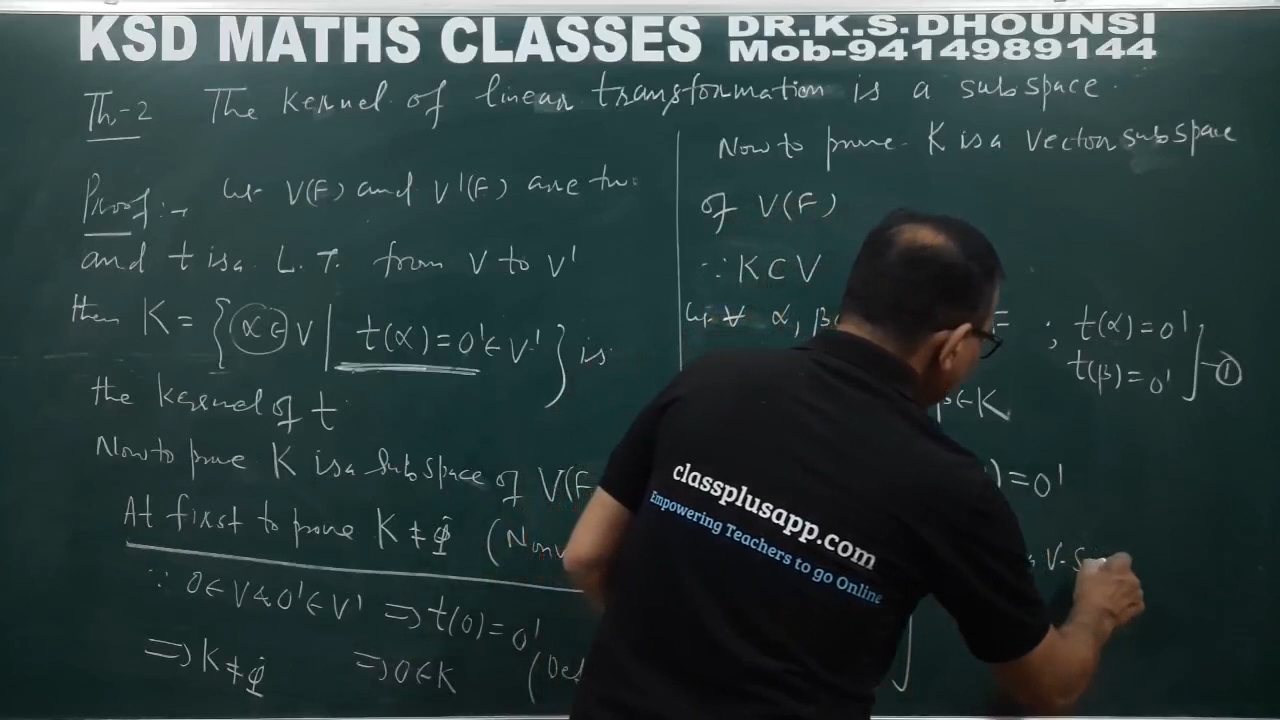 KSD MATHS CLASSES
DR.K.S.DHOUNSI
Mob-9414989144
Th-2 The Kernel of linear transformation is a subspace.
Proof:- Let V(F) and V'(F) are two
and t is a L.T. from V to V'
then K = { α ∈ V | t(α)=0' ∈ V' } is
the kernel of t
Now to prove K is a subspace of V(F
At first to prove K ≠ φ (Non
∵ 0 ∈ V & 0' ∈ V' ⇒ t(0) = 0'
⇒ K ≠ φ ⇒ 0 ∈ K (Def
Now to prove K is a vector subspace
of V(F)
∵ K ⊂ V
Let ∀ α, β ∈ F ; t(α)=0'
t(β)=0' ] -①
β ∈ K
) = 0'
V-S
classplusapp.com
Empowering Teachers to go Online